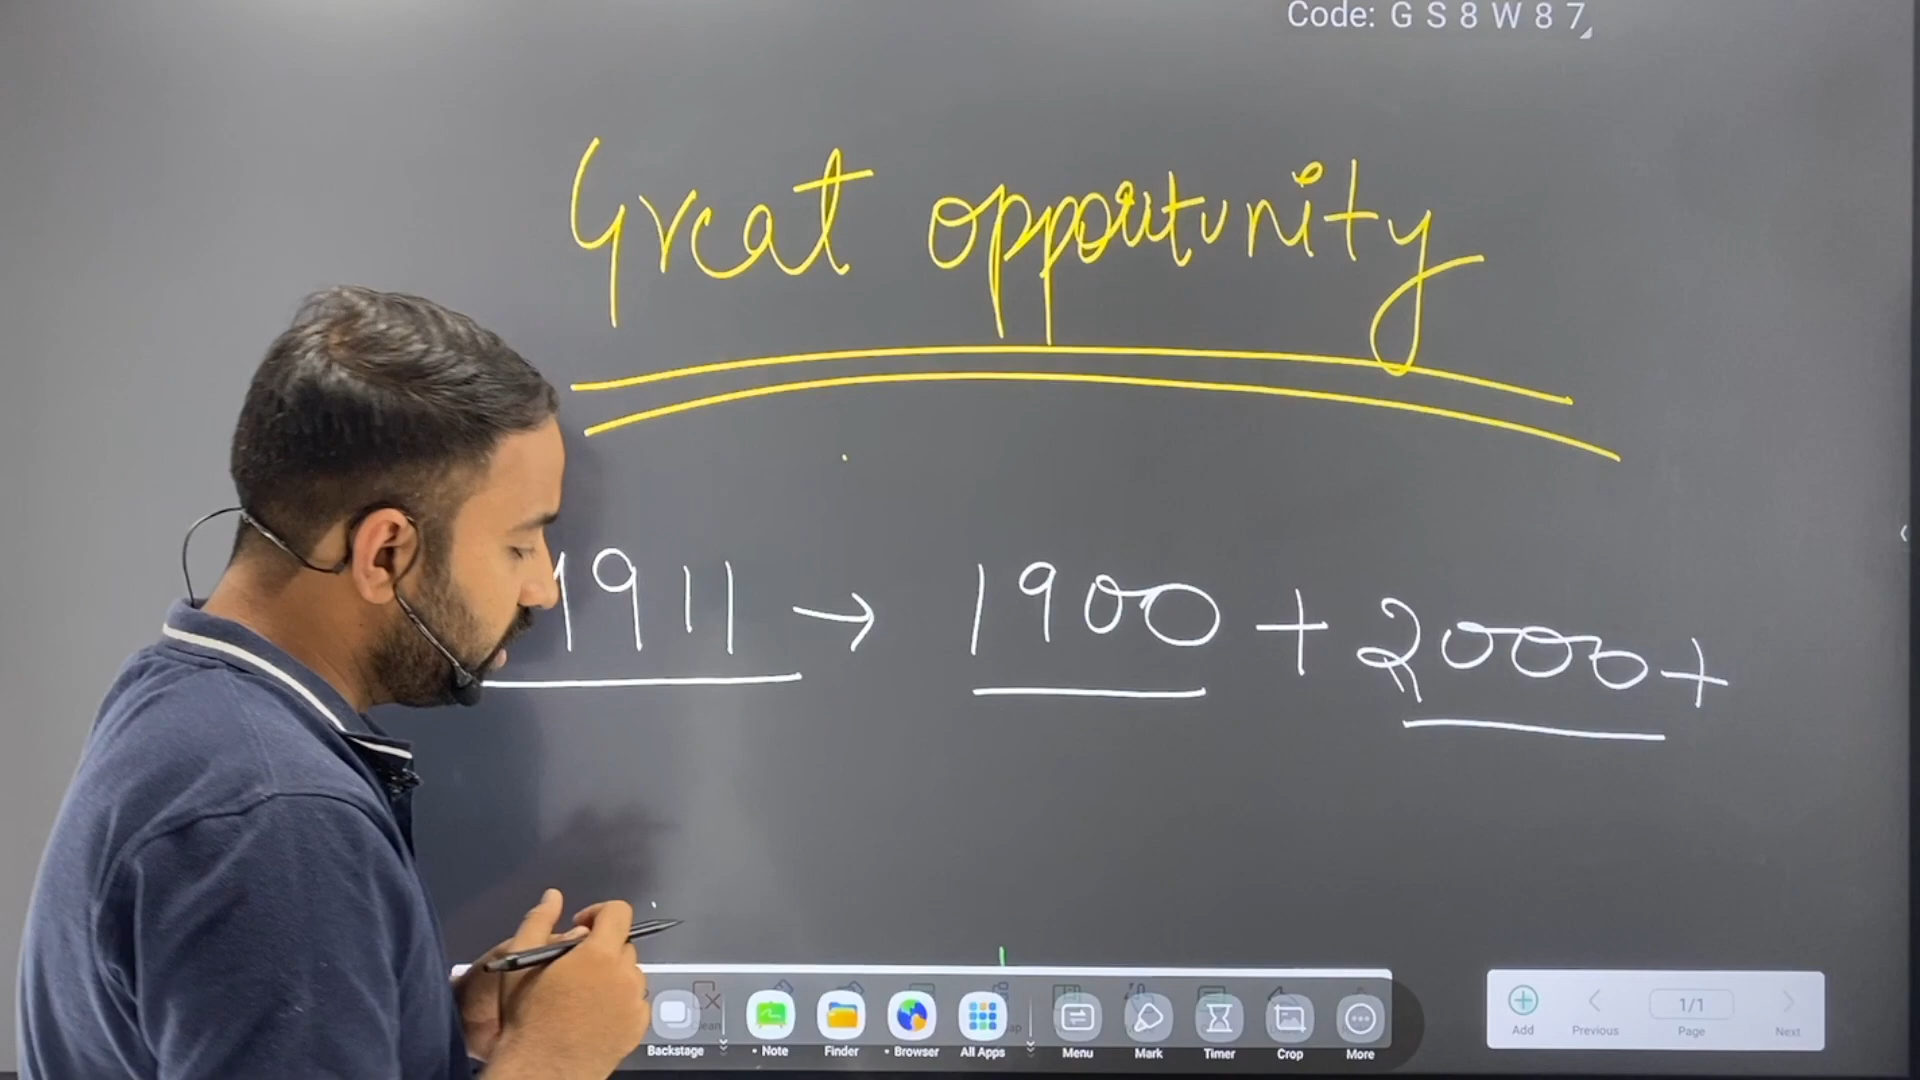 Code: G S 8 W 8 7
Great opportunity
1911 → 1900 + 2000+
Backstage Note Finder Browser All Apps Menu Mark Timer Crop More
Add Previous 1/1 Page Next